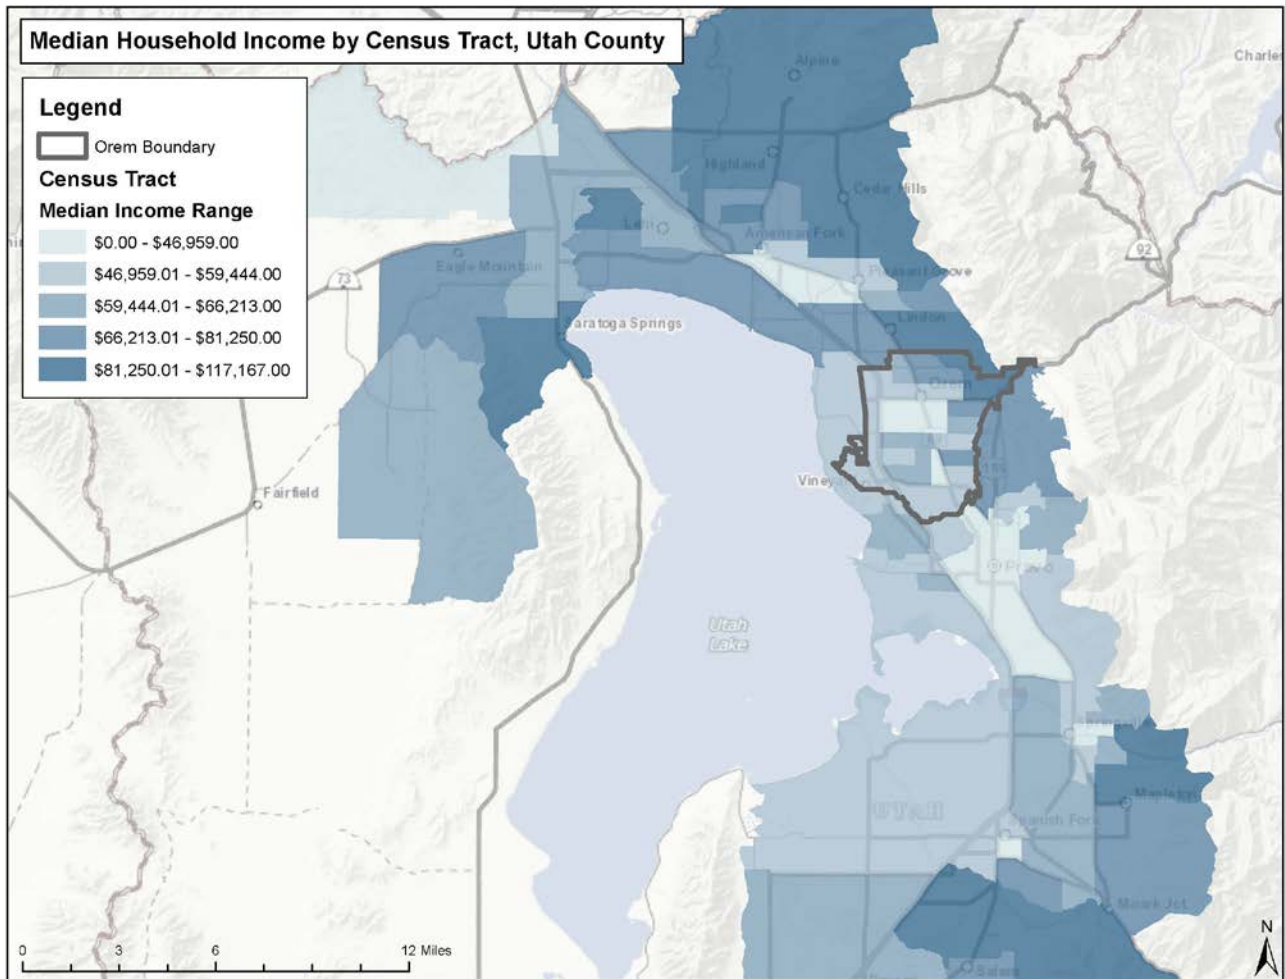 Median Household Income by Census Tract, Utah County
Legend
Orem Boundary
Census Tract
Median Income Range
$0.00 - $46,959.00
$46,959.01 - $59,444.00
$59,444.01 - $66,213.00
$66,213.01 - $81,250.00
$81,250.01 - $117,167.00
Alpine
Highland
Cedar Hills
Lehi
American Fork
92
Eagle Mountain
73
Pleasant Grove
Saratoga Springs
Lindon
Orem
Fairfield
Provo
Utah
Lake
Mapleton
UTAH
Spanish Fork
Salem
0 3 6 12 Miles
N